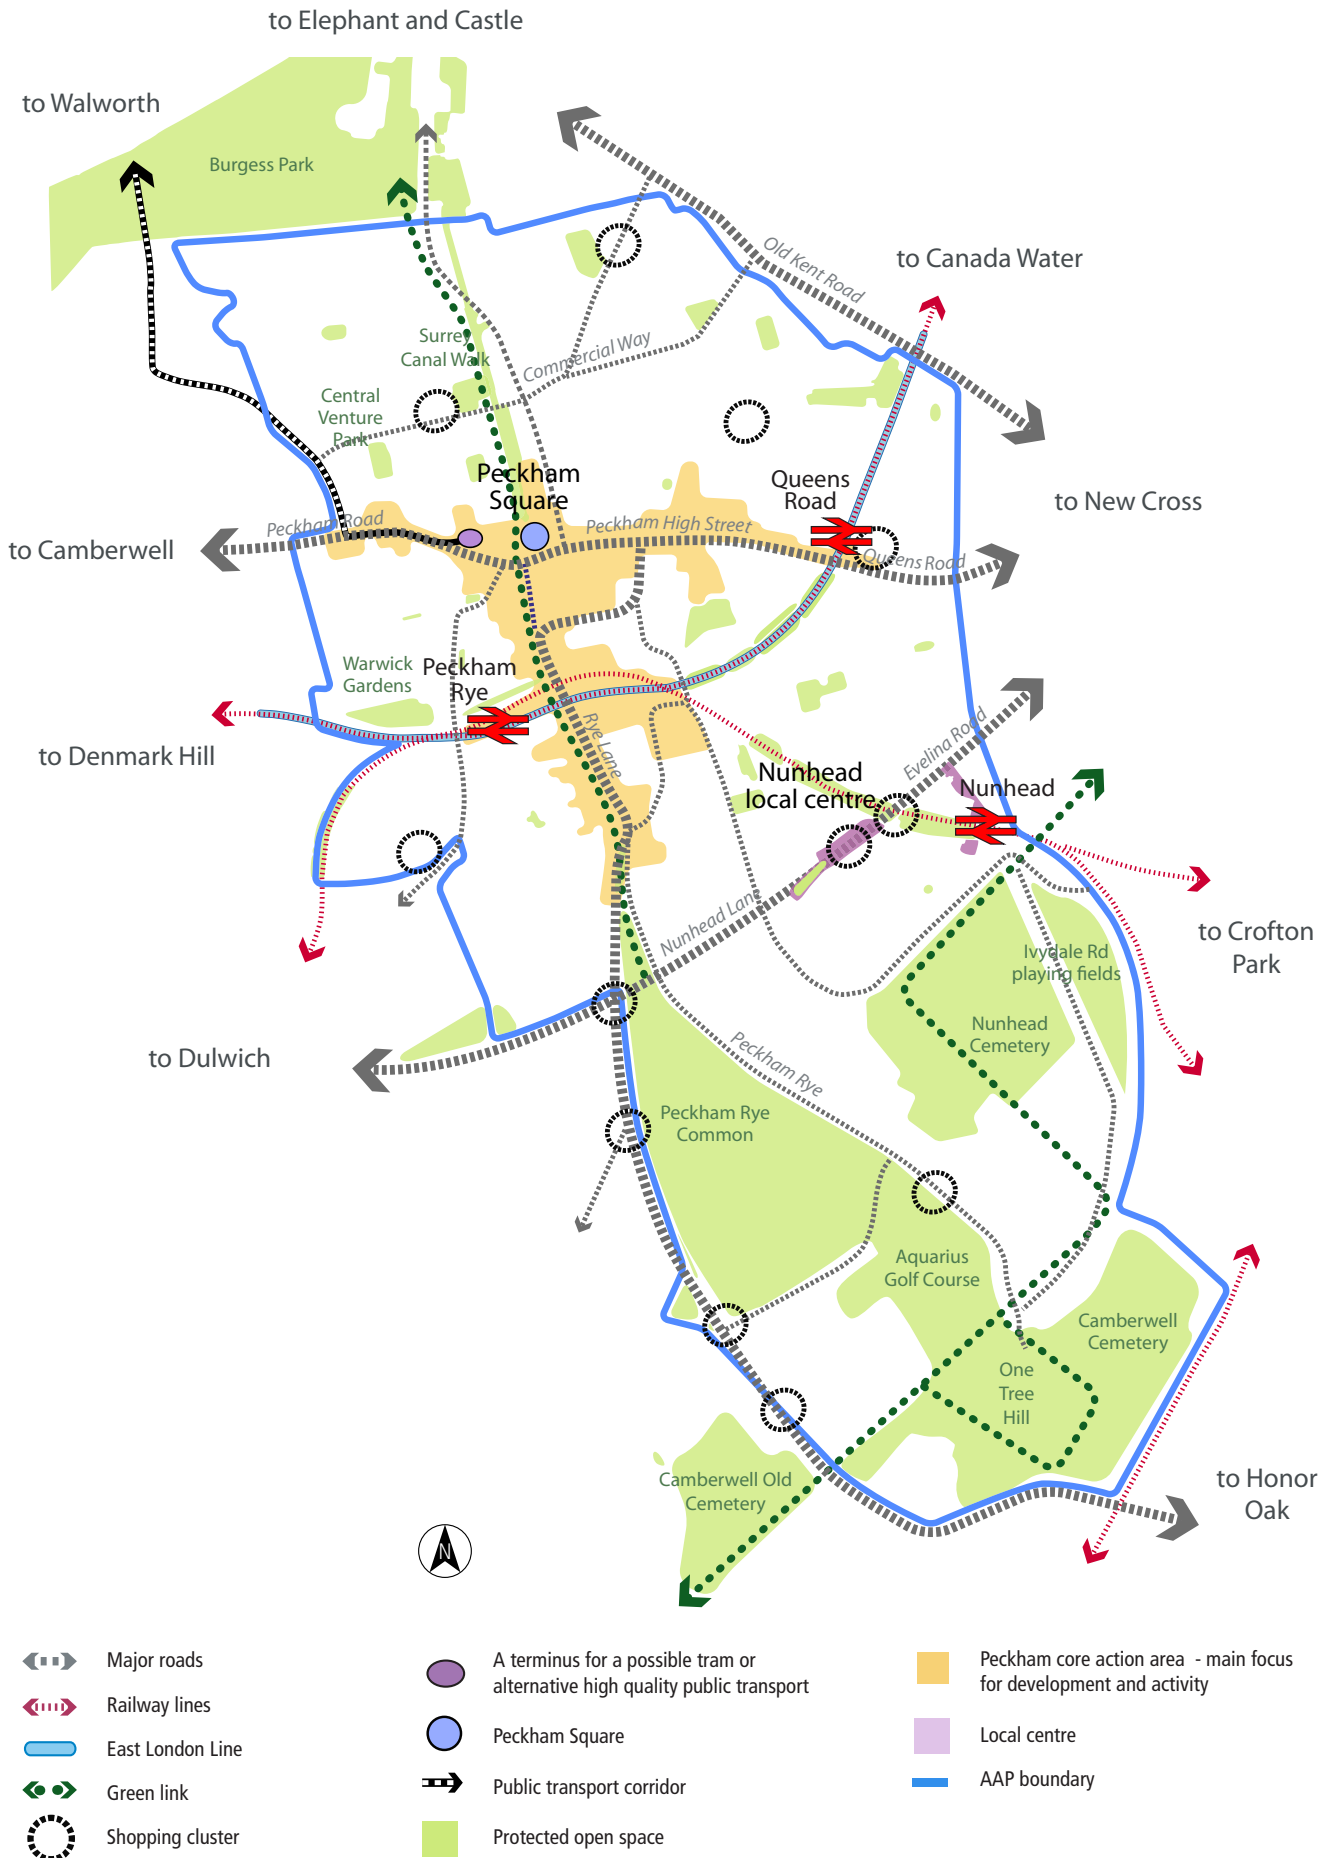 to Elephant and Castle
to Walworth
Burgess Park
Old Kent Road
to Canada Water
Surrey
Canal Walk
Commercial Way
Central
Venture
Park
Peckham
Square
Queens
Road
to New Cross
Peckham Road
Peckham High Street
to Camberwell
Queens Road
Warwick
Gardens
Peckham
Rye
Rye Lane
Evelina Road
to Denmark Hill
Nunhead
local centre
Nunhead
Nunhead Lane
to Crofton
Park
Ivydale Rd
playing fields
Nunhead
Cemetery
to Dulwich
Peckham Rye
Peckham Rye
Common
Aquarius
Golf Course
Camberwell
Cemetery
One
Tree
Hill
Camberwell Old
Cemetery
to Honor
Oak
N
Major roads
Railway lines
East London Line
Green link
Shopping cluster
A terminus for a possible tram or
alternative high quality public transport
Peckham Square
Public transport corridor
Protected open space
Peckham core action area - main focus
for development and activity
Local centre
AAP boundary